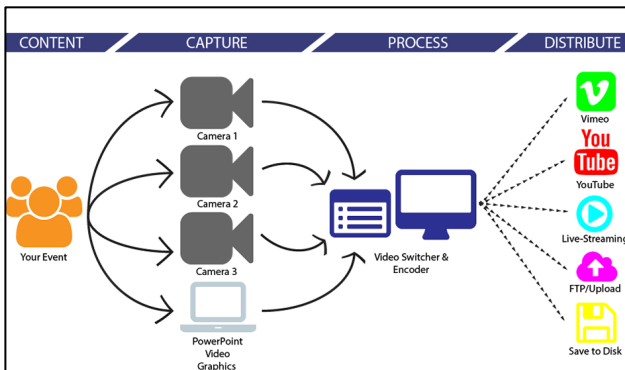 CONTENT
CAPTURE
PROCESS
DISTRIBUTE
Camera 1
Camera 2
Camera 3
PowerPoint
Video
Graphics
Your Event
Video Switcher &
Encoder
Vimeo
You
Tube
YouTube
Live-Streaming
FTP/Upload
Save to Disk